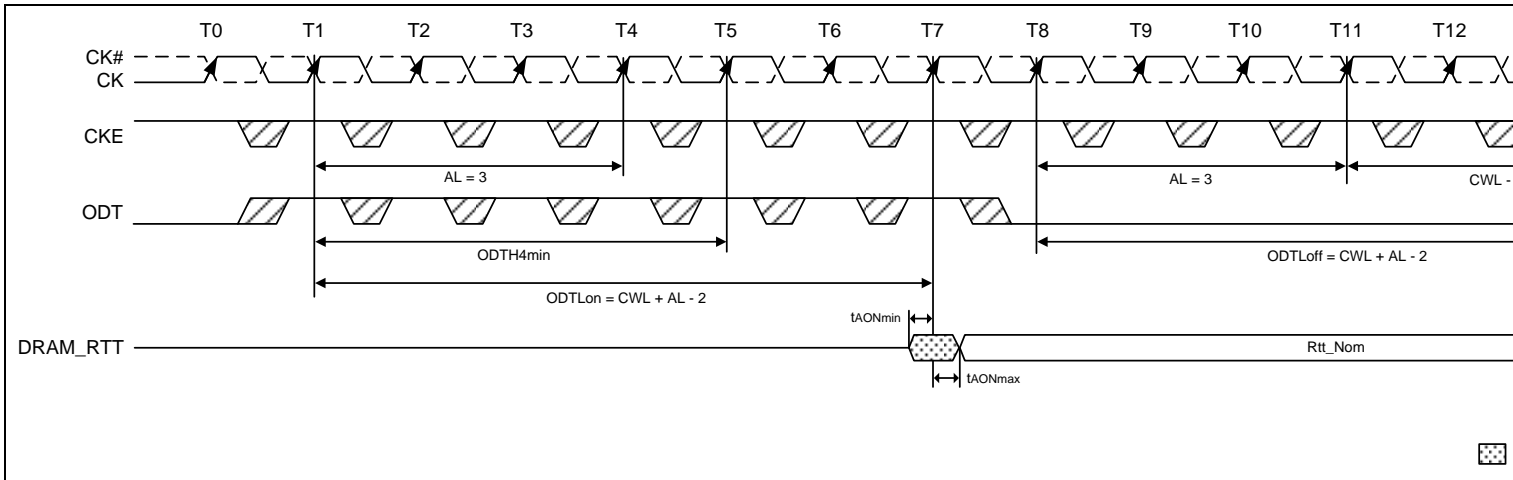 T0 T1 T2 T3 T4 T5 T6 T7 T8 T9 T10 T11 T12
CK#
CK
CKE
AL = 3
AL = 3
CWL -
ODT
ODTH4min
ODTLoff = CWL + AL - 2
ODTLon = CWL + AL - 2
tAONmin
DRAM_RTT
Rtt_Nom
tAONmax